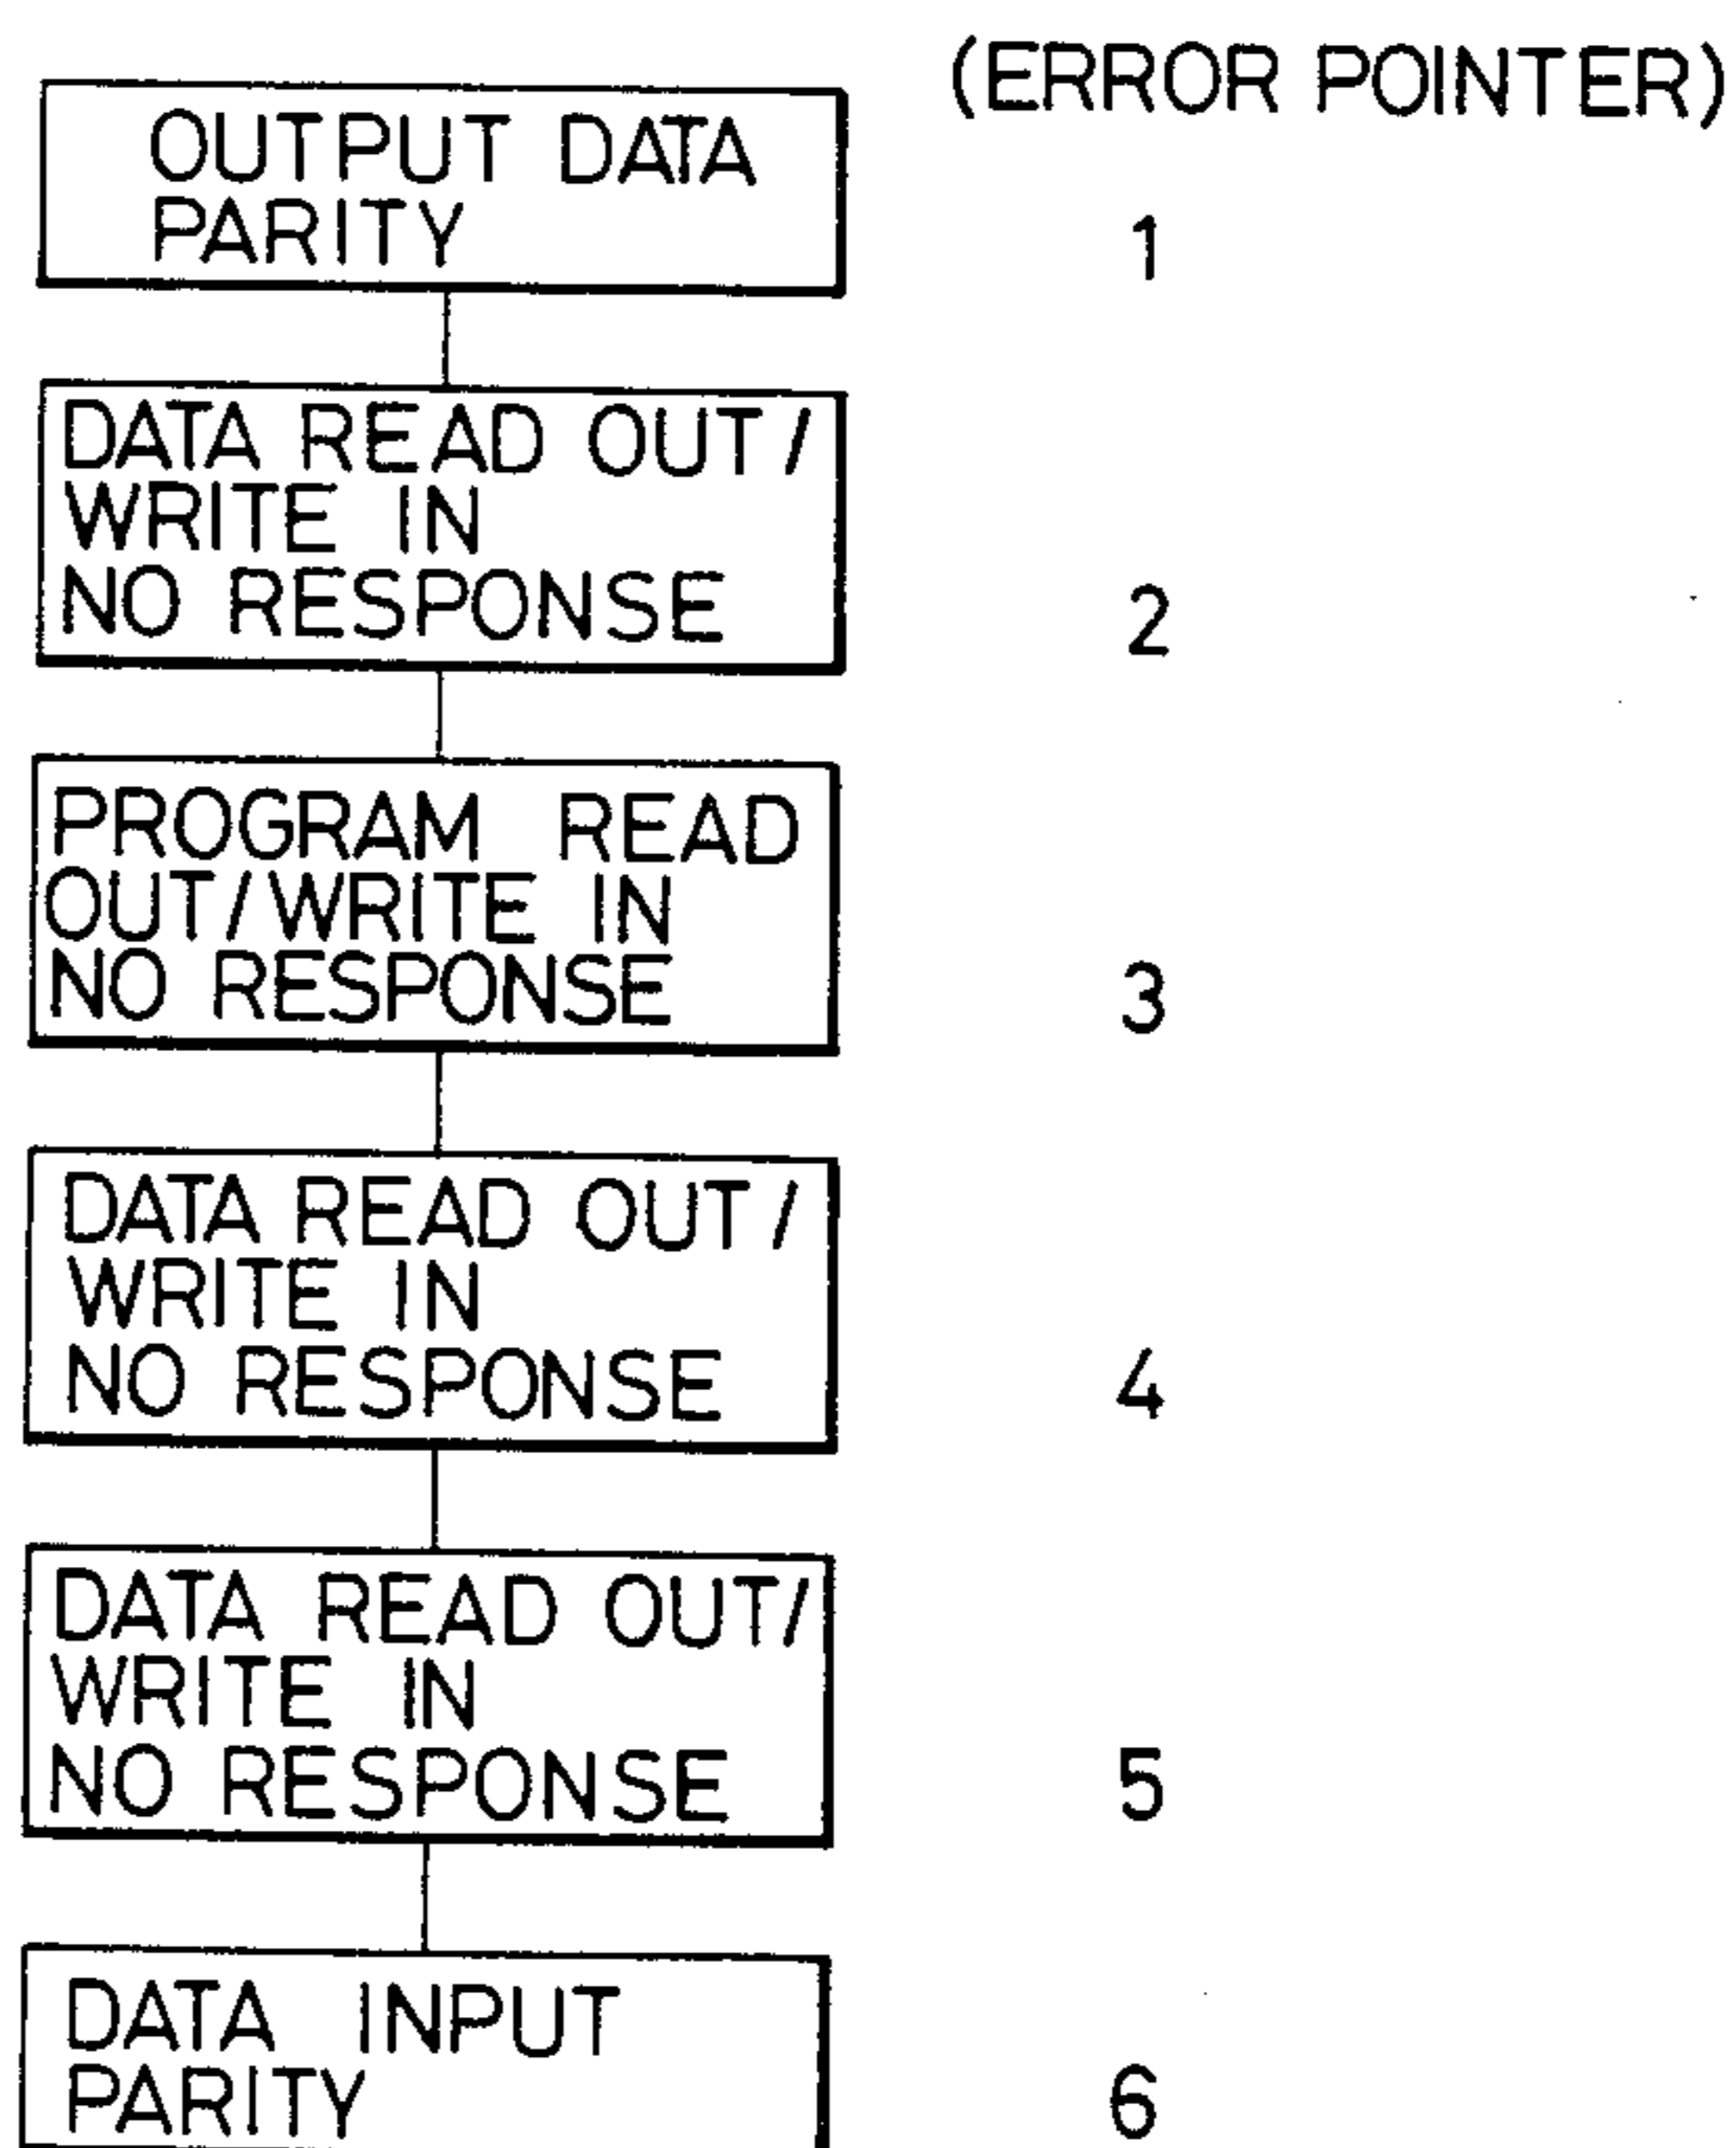 (ERROR POINTER)
OUTPUT DATA
PARITY
1
DATA READ OUT/
WRITE IN
NO RESPONSE
2
PROGRAM READ
OUT/WRITE IN
NO RESPONSE
3
DATA READ OUT/
WRITE IN
NO RESPONSE
4
DATA READ OUT/
WRITE IN
NO RESPONSE
5
DATA INPUT
PARITY
6